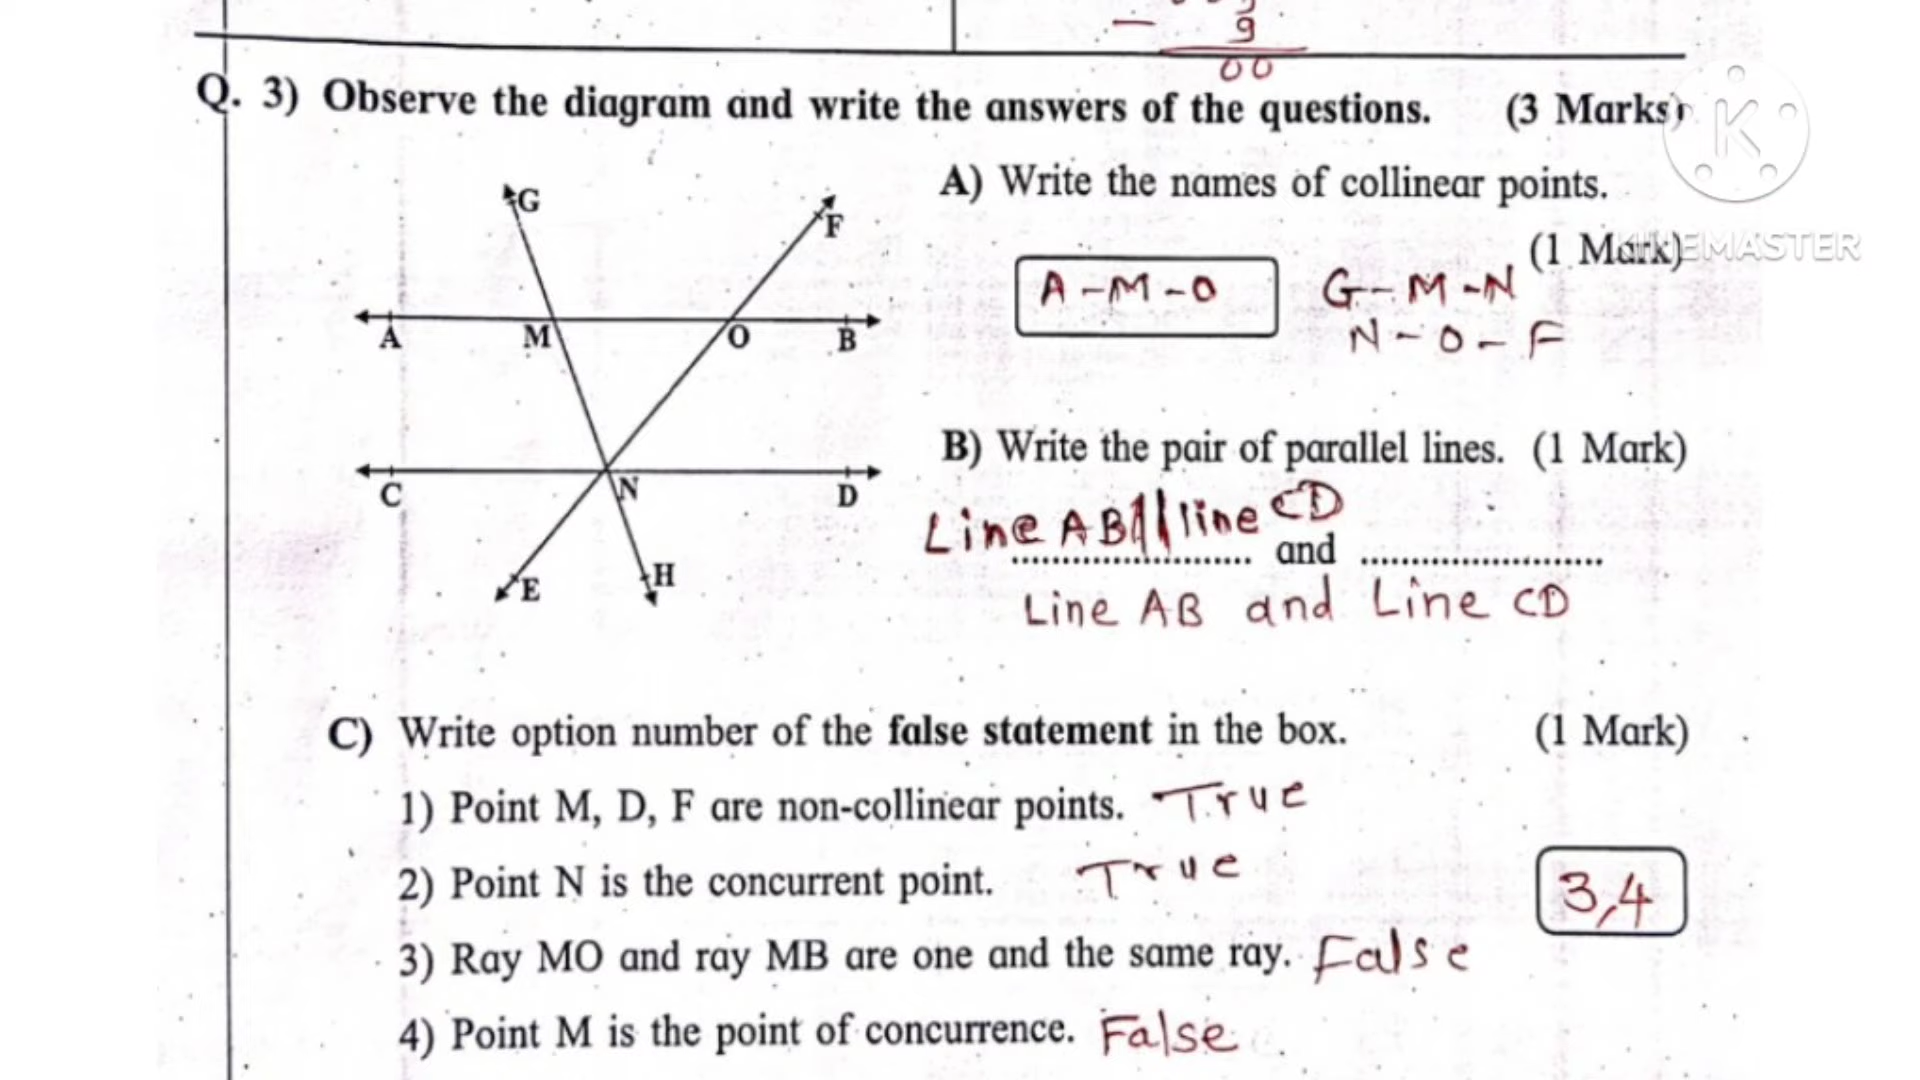 9
00
Q. 3) Observe the diagram and write the answers of the questions. (3 Marks)
K
KINEMASTER
A) Write the names of collinear points.
(1 Mark)
A - M - O G - M - N
N - O - F
G
F
A M O B
C N D
E H
B) Write the pair of parallel lines. (1 Mark)
Line AB || line CD
.......................... and ..........................
Line AB and Line CD
C) Write option number of the false statement in the box. (1 Mark)
1) Point M, D, F are non-collinear points. True
2) Point N is the concurrent point. True
3,4
3) Ray MO and ray MB are one and the same ray. False
4) Point M is the point of concurrence. False